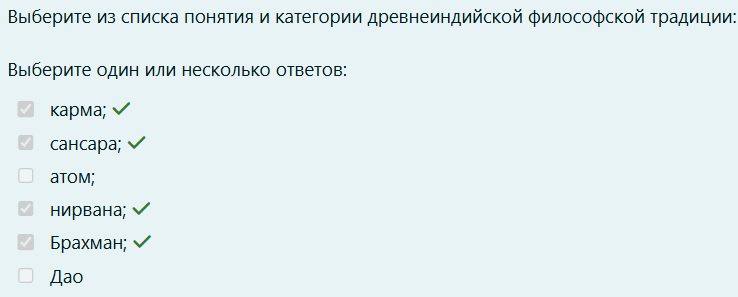 Выберите из списка понятия и категории древнеиндийской философской традиции:
Выберите один или несколько ответов:
карма;
сансара;
атом;
нирвана;
Брахман;
Дао